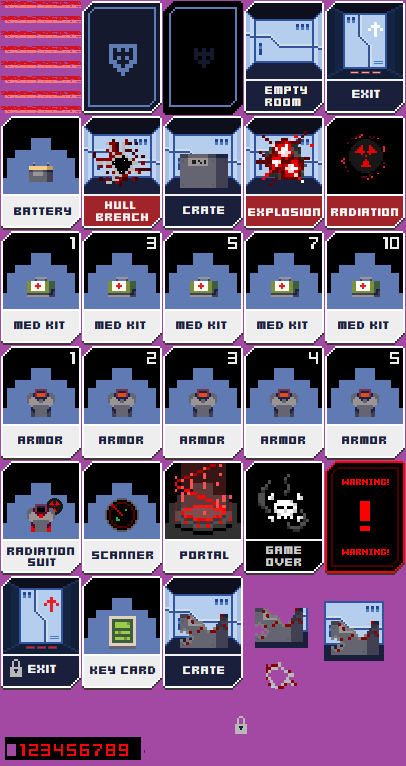 EMPTY
ROOM
EXIT
BATTERY
HULL
BREACH
CRATE
EXPLOSION
RADIATION
1
MED KIT
3
MED KIT
5
MED KIT
7
MED KIT
10
MED KIT
1
ARMOR
2
ARMOR
3
ARMOR
4
ARMOR
5
ARMOR
RADIATION
SUIT
SCANNER
PORTAL
GAME
OVER
WARNING!
!
WARNING!
EXIT
KEY CARD
CRATE
123456789